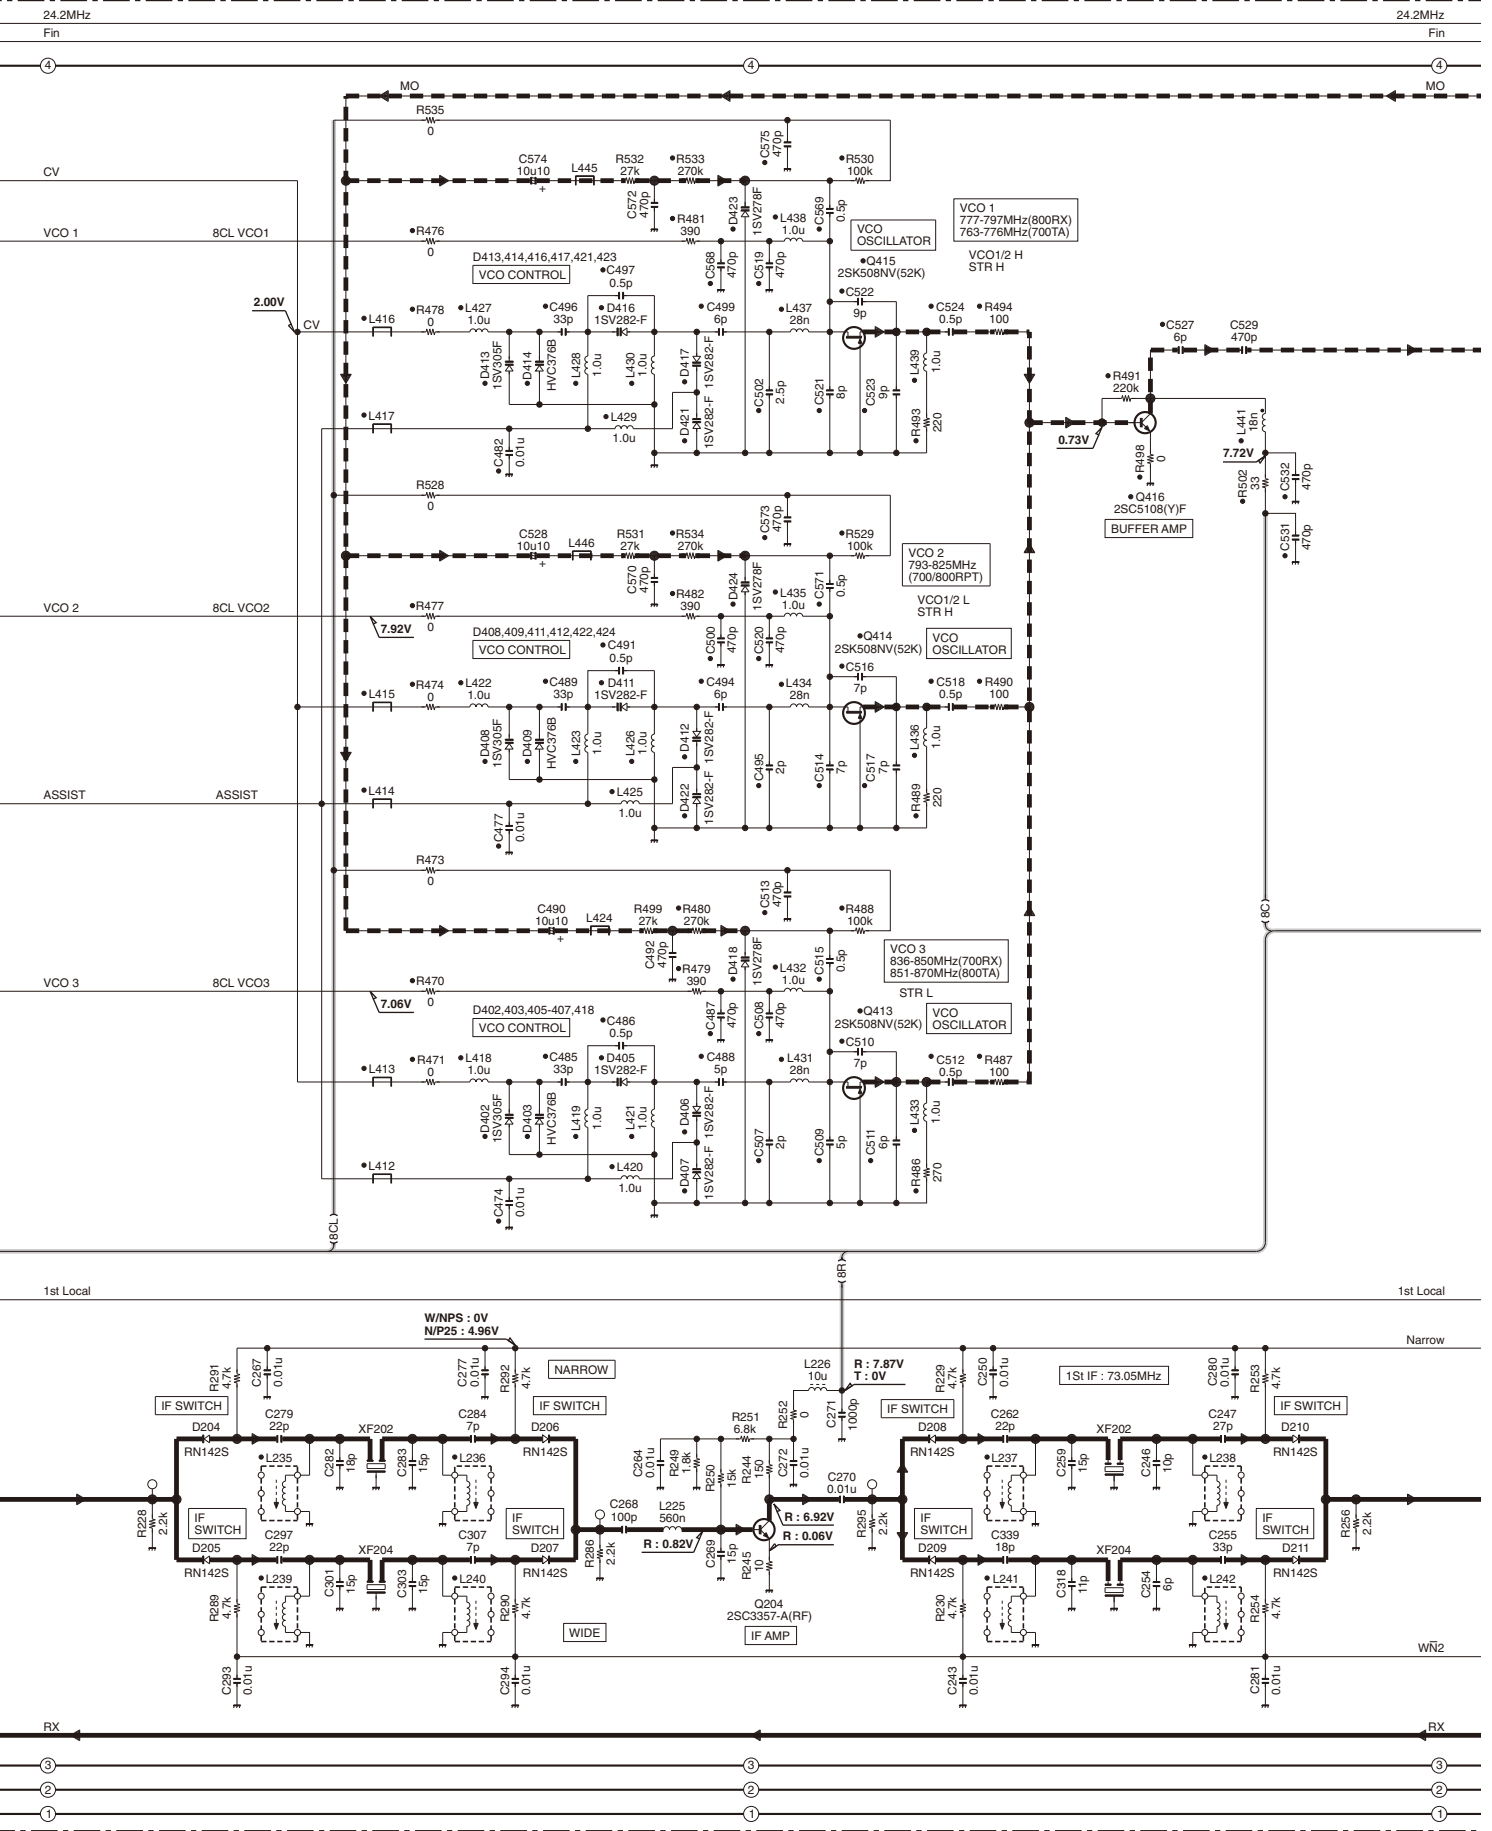 24.2MHz
24.2MHz
Fin
Fin
4
4
4
MO
MO
R535
0
C575
470p
CV
C574
10u10
+
L445
R532
27k
R533
270k
R530
100k
C572
470p
D423
1SV278F
C569
0.5p
VCO 1
777-797MHz(800RX)
763-776MHz(700TA)
VCO 1
8CL VCO1
R476
0
R481
390
L438
1.0u
VCO
OSCILLATOR
VCO1/2 H
STR H
D413,414,416,417,421,423
VCO CONTROL
C497
0.5p
C568
470p
C519
470p
Q415
2SK508NV(52K)
2.00V
CV
L416
R478
0
L427
1.0u
C496
33p
D416
1SV282-F
C499
6p
L437
28n
C522
9p
C524
0.5p
R494
100
C527
6p
C529
470p
D413
1SV305F
D414
HVC376B
L428
1.0u
L430
1.0u
D417
1SV282-F
C502
2.5p
C521
8p
C523
9p
L439
1.0u
R491
220k
L417
L429
1.0u
D421
1SV282-F
R493
220
0.73V
L441
18n
C482
0.01u
R498
0
7.72V
R502
33
C532
470p
R528
0
C573
470p
Q416
2SC5108(Y)F
BUFFER AMP
C531
470p
C528
10u10
+
L446
R531
27k
R534
270k
R529
100k
C570
470p
D424
1SV278F
C571
0.5p
VCO 2
793-825MHz
(700/800RPT)
VCO 2
8CL VCO2
7.92V
R477
0
R482
390
L435
1.0u
VCO1/2 L
STR H
D408,409,411,412,422,424
VCO CONTROL
C491
0.5p
C500
470p
C520
470p
Q414
2SK508NV(52K)
VCO
OSCILLATOR
L415
R474
0
L422
1.0u
C489
33p
D411
1SV282-F
C494
6p
L434
28n
C516
7p
C518
0.5p
R490
100
D408
1SV305F
D409
HVC376B
L423
1.0u
L426
1.0u
D412
1SV282-F
C495
2p
C514
7p
C517
7p
L436
1.0u
ASSIST
ASSIST
L414
L425
1.0u
D422
1SV282-F
R489
220
C477
0.01u
R473
0
C513
470p
C490
10u10
+
L424
R499
27k
R480
270k
R488
100k
8C
C492
470p
D418
1SV278F
C515
0.5p
VCO 3
836-850MHz(700RX)
851-870MHz(800TA)
VCO 3
8CL VCO3
7.06V
R470
0
R479
390
L432
1.0u
STR L
D402,403,405-407,418
VCO CONTROL
C486
0.5p
C487
470p
C508
470p
Q413
2SK508NV(52K)
VCO
OSCILLATOR
L413
R471
0
L418
1.0u
C485
33p
D405
1SV282-F
C488
5p
L431
28n
C510
7p
C512
0.5p
R487
100
D402
1SV305F
D403
HVC376B
L419
1.0u
L421
1.0u
D406
1SV282-F
C507
2p
C509
5p
C511
6p
L433
1.0u
L412
L420
1.0u
D407
1SV282-F
R486
270
C474
0.01u
8CL
8R
1st Local
1st Local
W/NPS : 0V
N/P25 : 4.96V
Narrow
R291
4.7k
C267
0.01u
C277
0.01u
R292
4.7k
NARROW
L226
10u
R : 7.87V
T : 0V
R229
4.7k
C250
0.01u
1St IF : 73.05MHz
C280
0.01u
R253
4.7k
IF SWITCH
IF SWITCH
R252
0
C271
1000p
IF SWITCH
IF SWITCH
D204
RN142S
C279
22p
XF202
C284
7p
D206
RN142S
R251
6.8k
D208
RN142S
C262
22p
XF202
C247
27p
D210
RN142S
L235
C282
18p
C283
15p
L236
C264
0.01u
R249
1.8k
R250
15k
R244
150
C272
0.01u
C270
0.01u
L237
C259
15p
C246
10p
L238
R228
2.2k
IF
SWITCH
IF
SWITCH
C268
100p
L225
560n
R : 6.92V
R295
2.2k
IF
SWITCH
IF
SWITCH
R256
2.2k
R : 0.82V
R : 0.06V
D205
RN142S
C297
22p
XF204
C307
7p
D207
RN142S
R286
2.2k
C269
15p
R245
10
D209
RN142S
C339
18p
XF204
C255
33p
D211
RN142S
R289
4.7k
L239
C301
15p
C303
15p
L240
R290
4.7k
Q204
2SC3357-A(RF)
IF AMP
R230
4.7k
L241
C318
11p
C254
6p
L242
R254
4.7k
WIDE
WN2
C293
0.01u
C294
0.01u
C243
0.01u
C281
0.01u
RX
RX
3
3
3
2
2
2
1
1
1